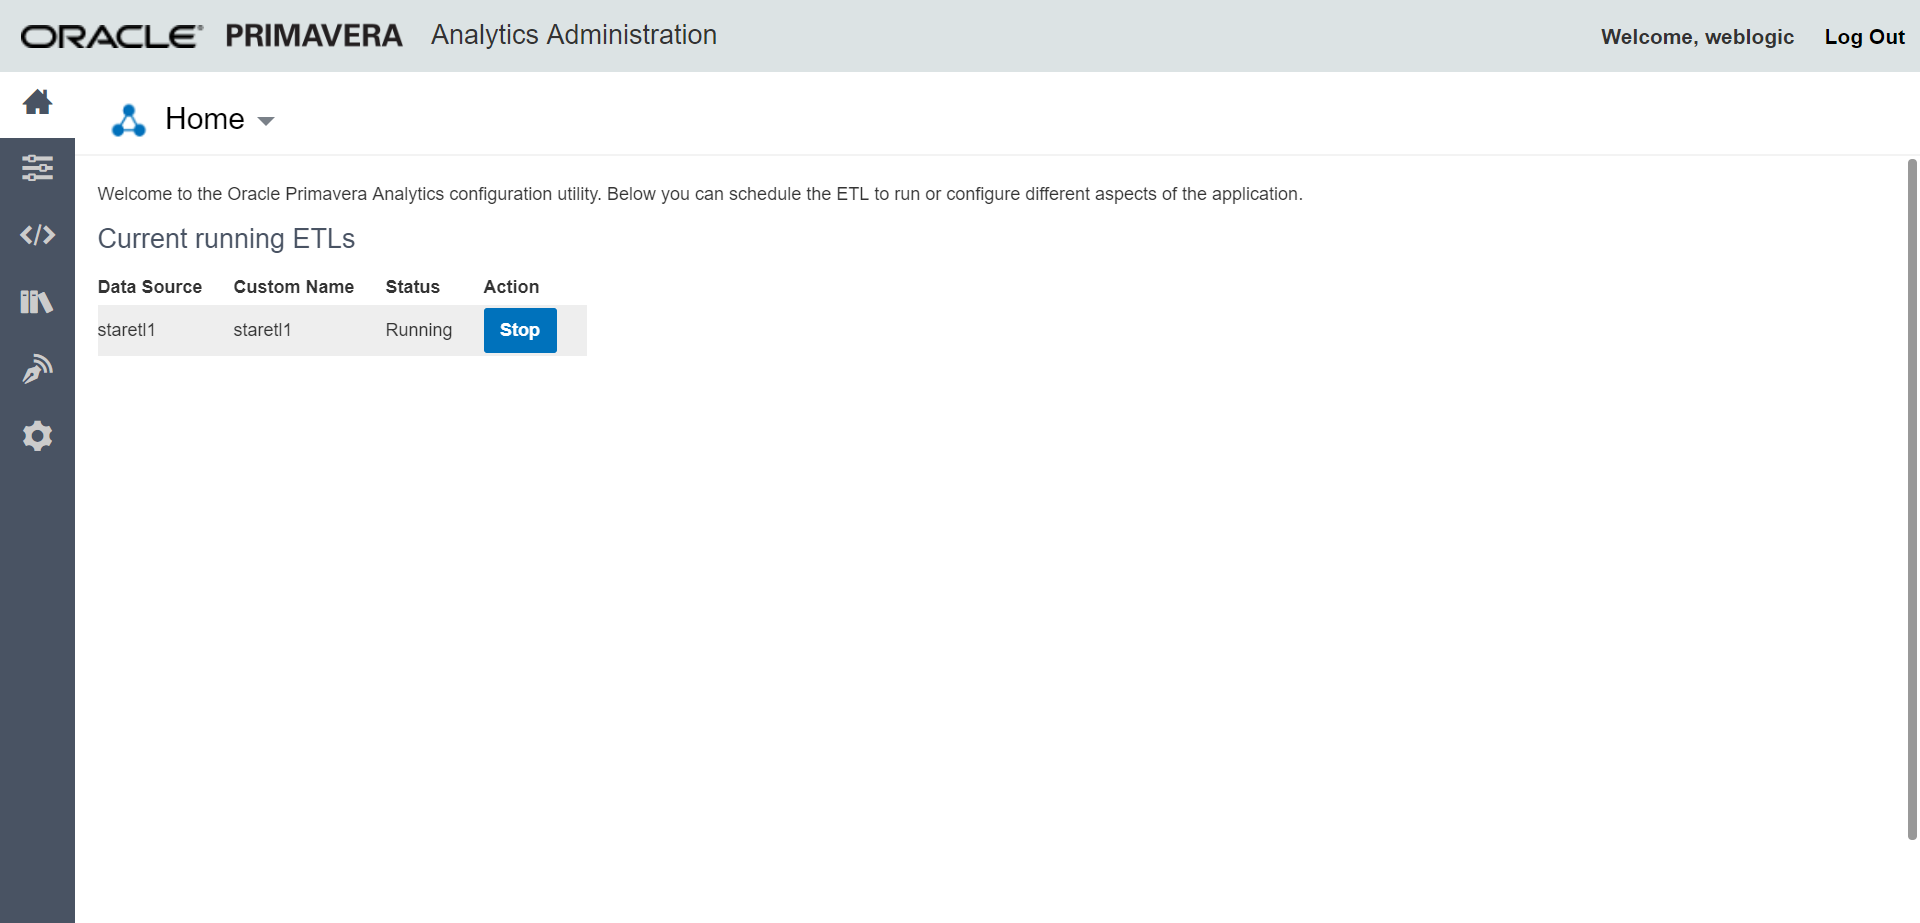 ORACLE® PRIMAVERA Analytics Administration Welcome, weblogic Log Out
Home
Welcome to the Oracle Primavera Analytics configuration utility. Below you can schedule the ETL to run or configure different aspects of the application.
Current running ETLs
Data Source Custom Name Status Action
staretl1 staretl1 Running Stop